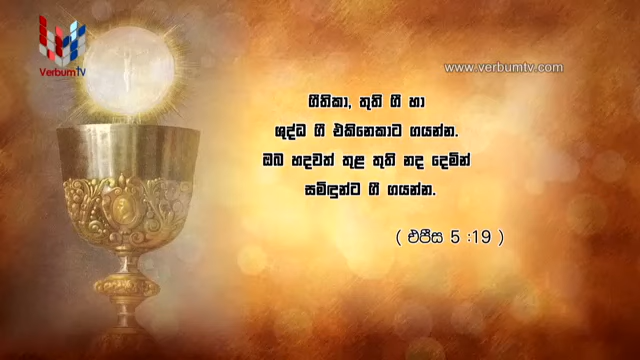 VerbumTV
www.verbumtv.com
ගීතිකා, තුති ගී හා
ශුද්ධ ගී එකිනෙකාට ගයන්න.
ඔබ හදවත් තුළ තුති නද දෙමින්
සමිඳුන්ට ගී ගයන්න.
( එපීස 5 :19 )